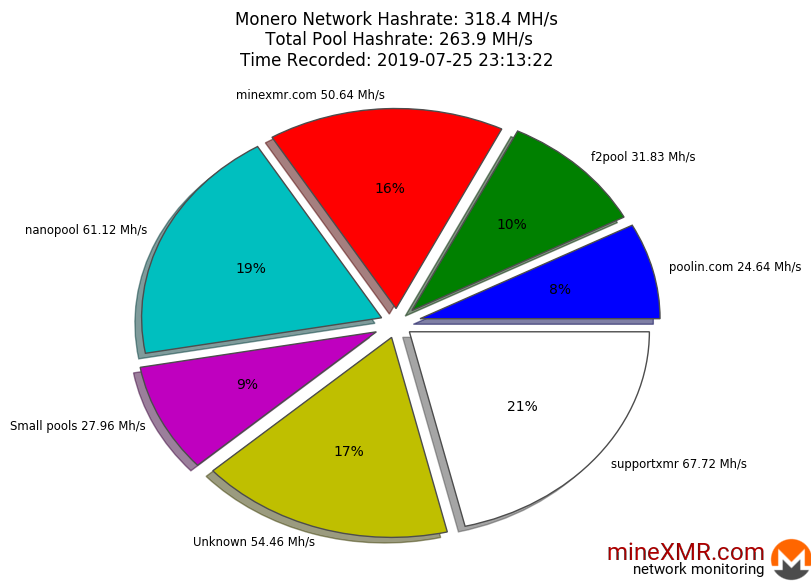 Monero Network Hashrate: 318.4 MH/s
Total Pool Hashrate: 263.9 MH/s
Time Recorded: 2019-07-25 23:13:22
minexmr.com 50.64 Mh/s
f2pool 31.83 Mh/s
16%
10%
nanopool 61.12 Mh/s
19%
poolin.com 24.64 Mh/s
8%
9%
Small pools 27.96 Mh/s
21%
17%
supportxmr 67.72 Mh/s
Unknown 54.46 Mh/s
mineXMR.com
network monitoring